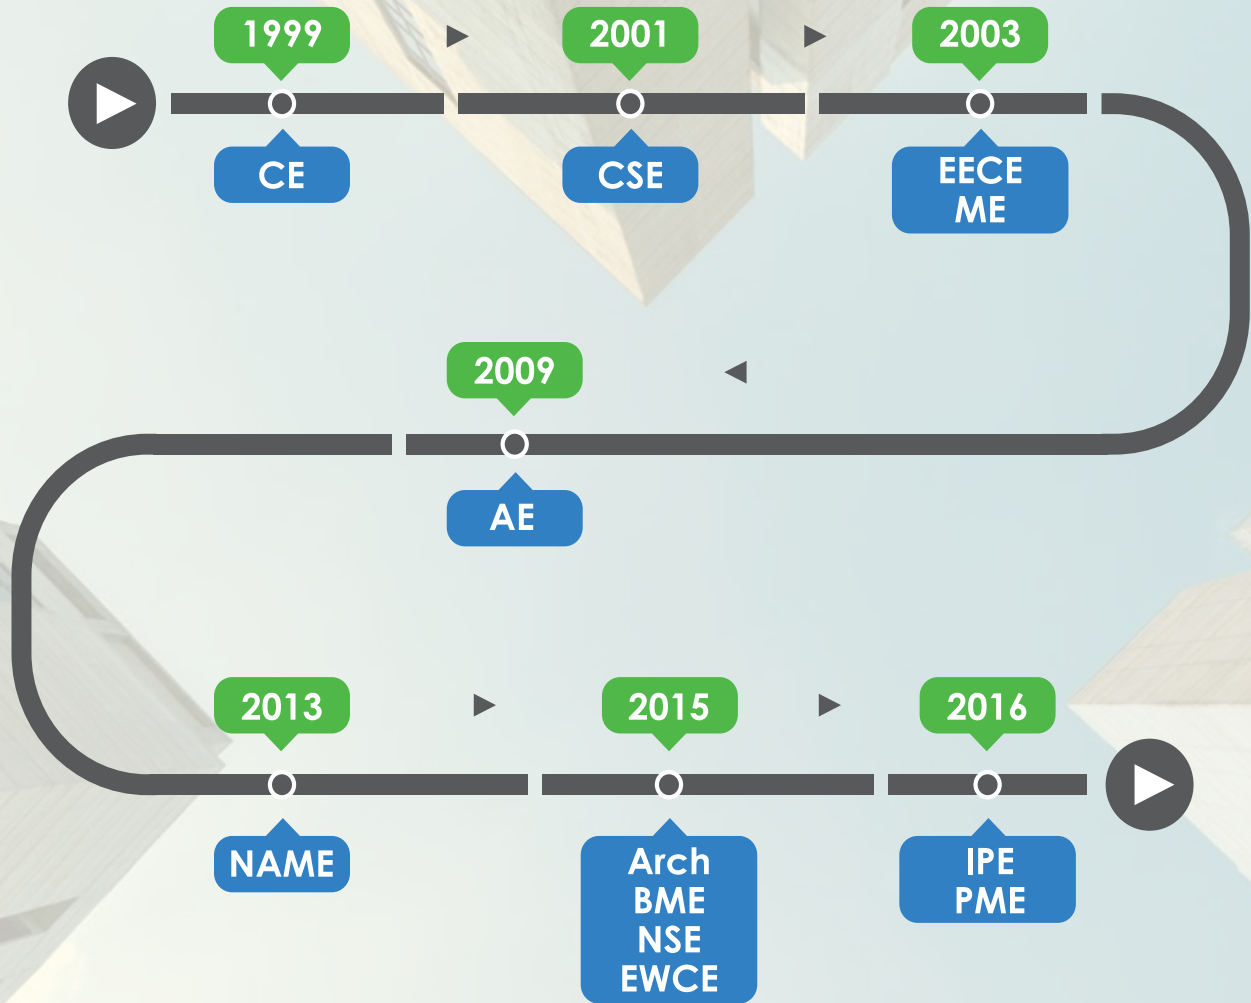 1999
CE
2001
CSE
2003
EECE
ME
2009
AE
2013
NAME
2015
Arch
BME
NSE
EWCE
2016
IPE
PME